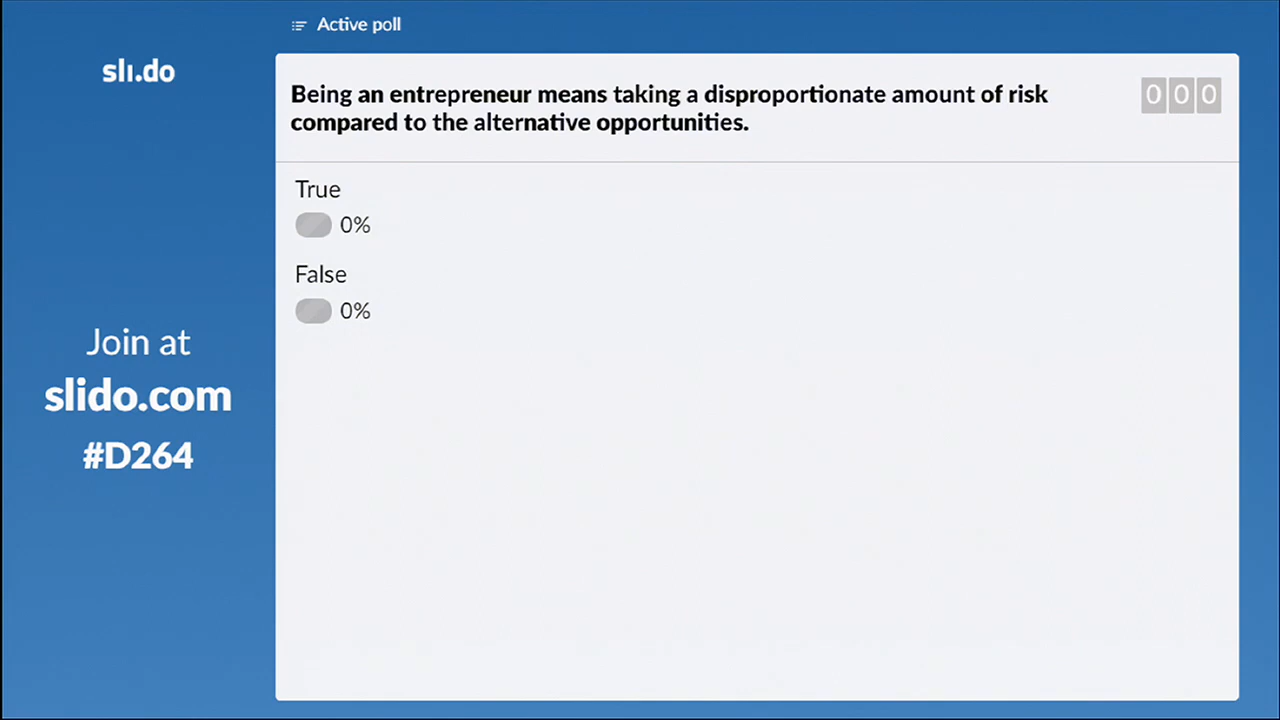 Active poll
sli.do
Being an entrepreneur means taking a disproportionate amount of risk
compared to the alternative opportunities.
000
True
0%
False
0%
Join at
slido.com
#D264